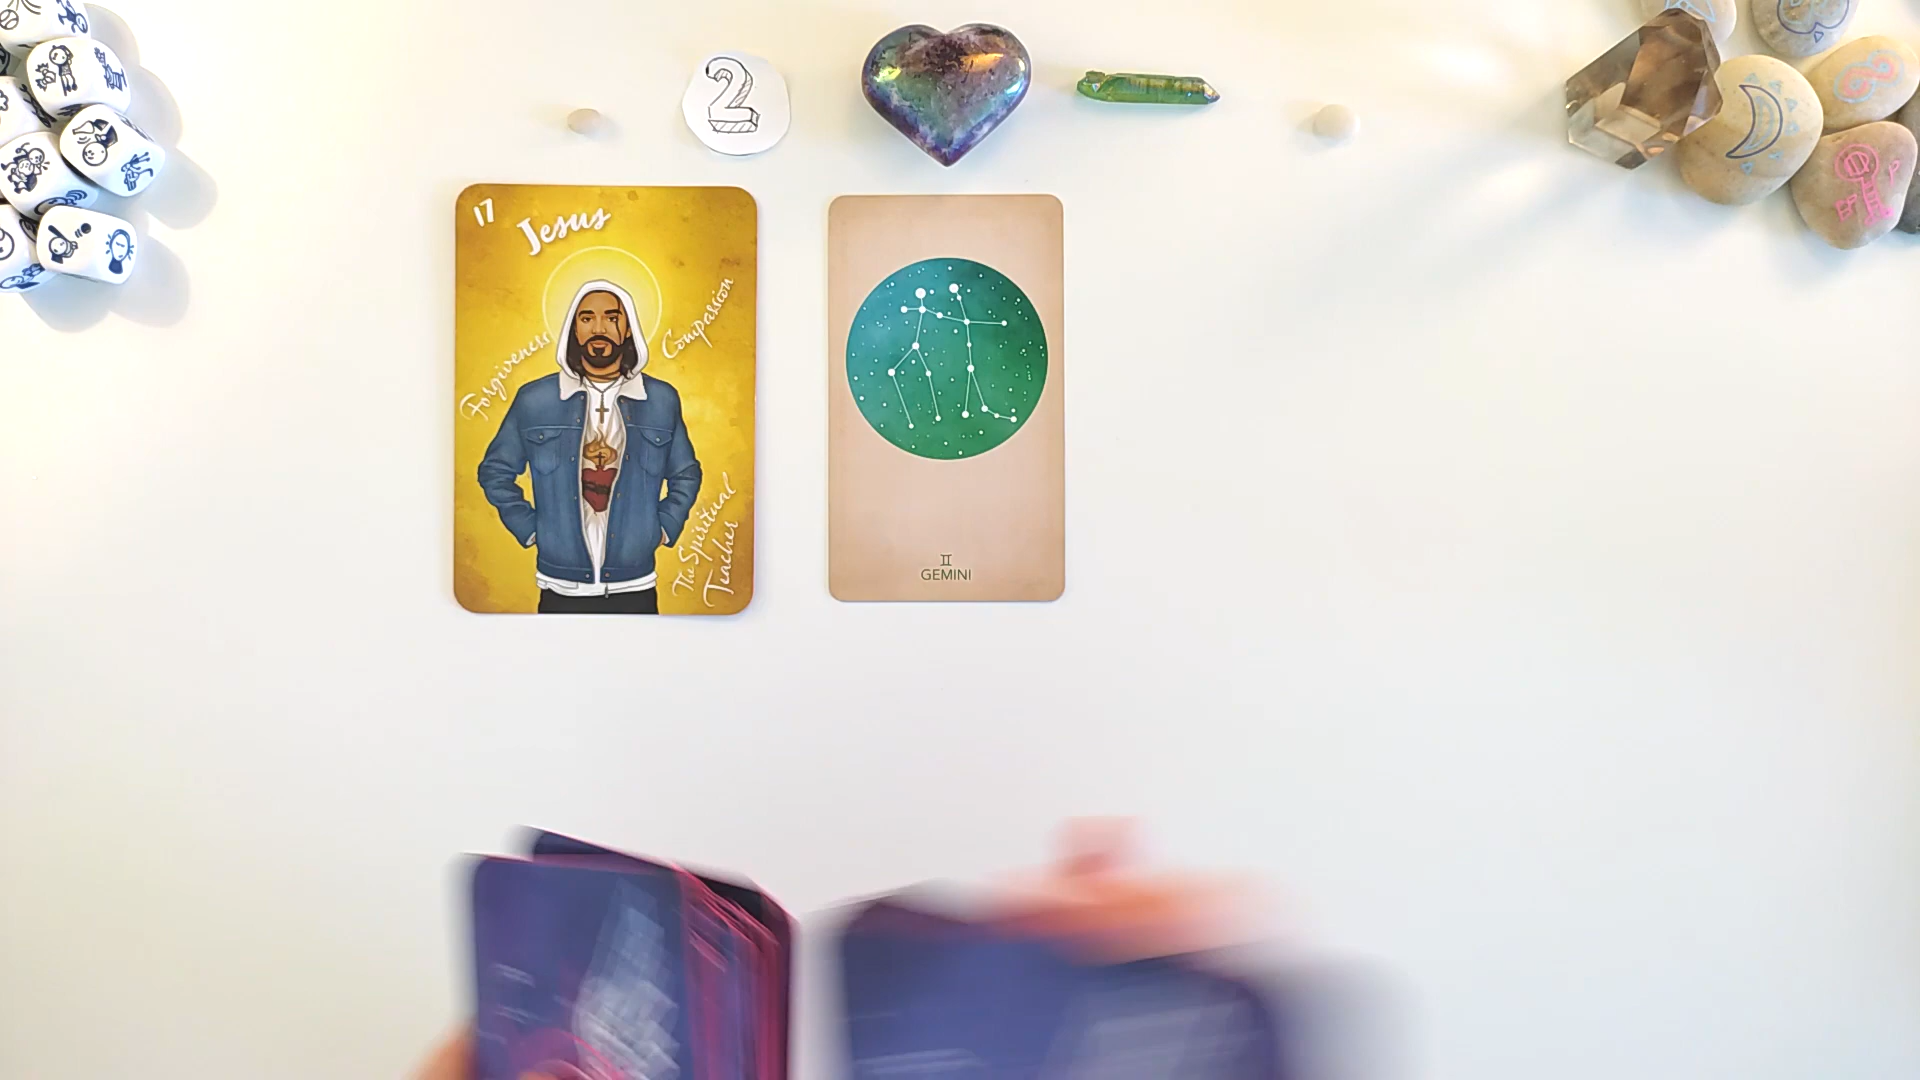 2
17
Jesus
Forgiveness
Compassion
The Spiritual
Teacher
♊
GEMINI